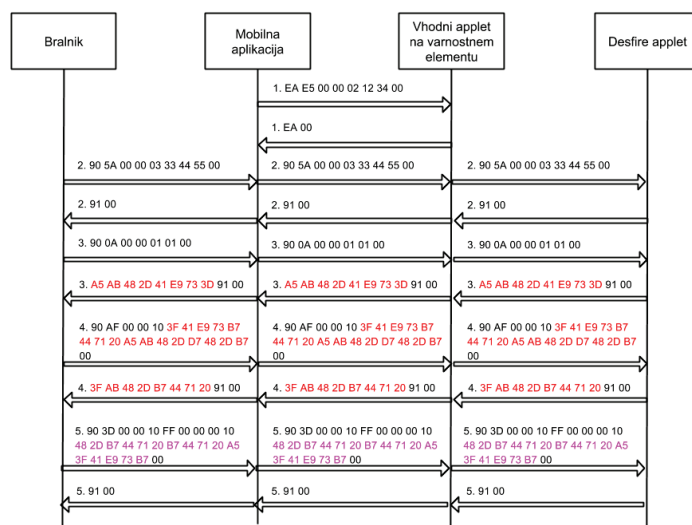 Bralnik
Mobilna
aplikacija
Vhodni applet
na varnostnem
elementu
Desfire applet
1. EA E5 00 00 02 12 34 00
1. EA 00
2. 90 5A 00 00 03 33 44 55 00
2. 90 5A 00 00 03 33 44 55 00
2. 90 5A 00 00 03 33 44 55 00
2. 91 00
2. 91 00
2. 91 00
3. 90 0A 00 00 01 01 00
3. 90 0A 00 00 01 01 00
3. 90 0A 00 00 01 01 00
3. A5 AB 48 2D 41 E9 73 3D 91 00
3. A5 AB 48 2D 41 E9 73 3D 91 00
3. A5 AB 48 2D 41 E9 73 3D 91 00
4. 90 AF 00 00 10 3F 41 E9 73 B7
44 71 20 A5 AB 48 2D D7 48 2D B7
00
4. 90 AF 00 00 10 3F 41 E9 73 B7
44 71 20 A5 AB 48 2D D7 48 2D B7
00
4. 90 AF 00 00 10 3F 41 E9 73 B7
44 71 20 A5 AB 48 2D D7 48 2D B7
00
4. 3F AB 48 2D B7 44 71 20 91 00
4. 3F AB 48 2D B7 44 71 20 91 00
4. 3F AB 48 2D B7 44 71 20 91 00
5. 90 3D 00 00 10 FF 00 00 00 10
48 2D B7 44 71 20 B7 44 71 20 A5
3F 41 E9 73 B7 00
5. 90 3D 00 00 10 FF 00 00 00 10
48 2D B7 44 71 20 B7 44 71 20 A5
3F 41 E9 73 B7 00
5. 90 3D 00 00 10 FF 00 00 00 10
48 2D B7 44 71 20 B7 44 71 20 A5
3F 41 E9 73 B7 00
5. 91 00
5. 91 00
5. 91 00